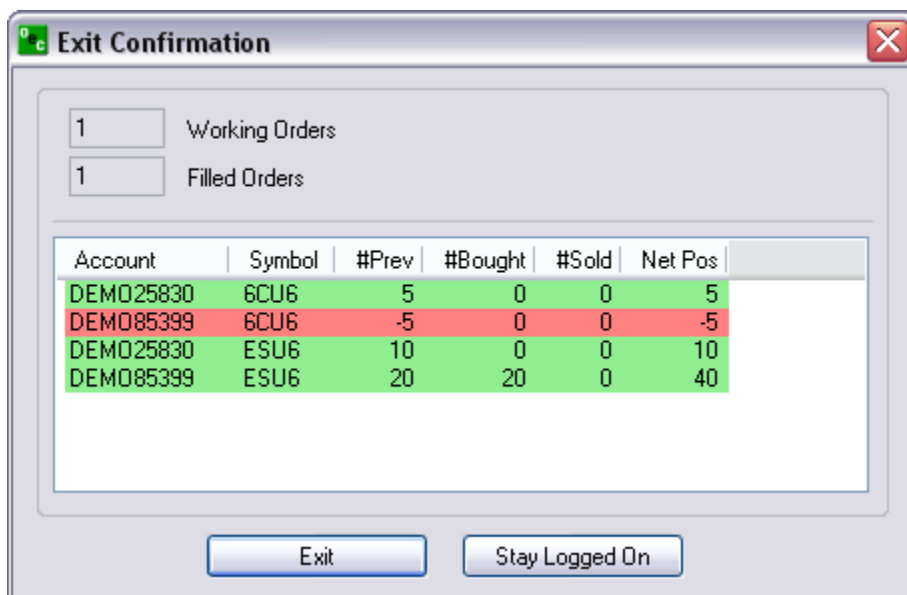 Oec Exit Confirmation
1 Working Orders
1 Filled Orders
Account Symbol #Prev #Bought #Sold Net Pos
DEMO25830 6CU6 5 0 0 5
DEMO85399 6CU6 -5 0 0 -5
DEMO25830 ESU6 10 0 0 10
DEMO85399 ESU6 20 20 0 40
Exit Stay Logged On